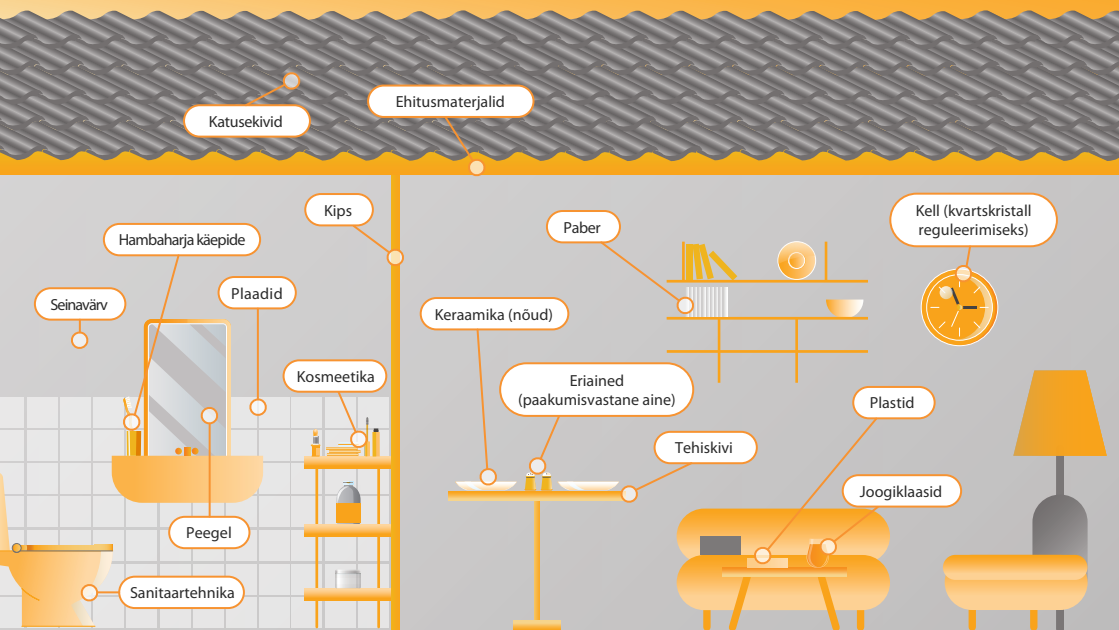 Katusekivid
Ehitusmaterjalid
Kips
Hambaharja käepide
Seinavärv
Plaadid
Kosmeetika
Peegel
Sanitaartehnika
Paber
Kell (kvartskristall
reguleerimiseks)
Keraamika (nõud)
Eriained
(paakumisvastane aine)
Tehiskivi
Plastid
Joogiklaasid